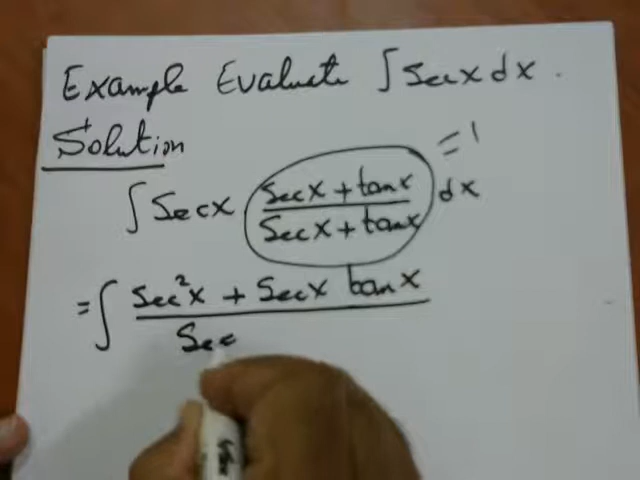 Example Evaluate ∫ Sec x dx .
Solution
∫ Sec x (Sec x + tan x)/(Sec x + tan x) dx = 1
= ∫ (Sec²x + Sec x tan x)/(Sec